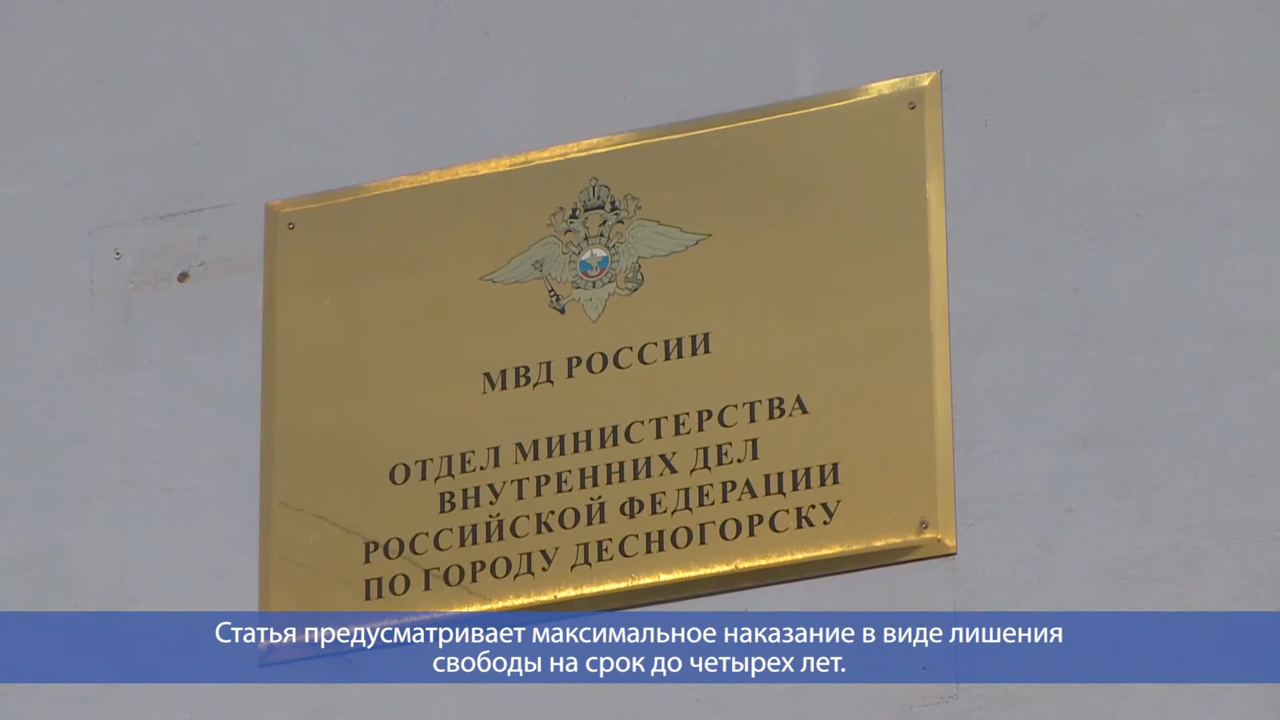 МВД РОССИИ
ОТДЕЛ МИНИСТЕРСТВА
ВНУТРЕННИХ ДЕЛ
РОССИЙСКОЙ ФЕДЕРАЦИИ
ПО ГОРОДУ ДЕСНОГОРСКУ
Статья предусматривает максимальное наказание в виде лишения
свободы на срок до четырех лет.